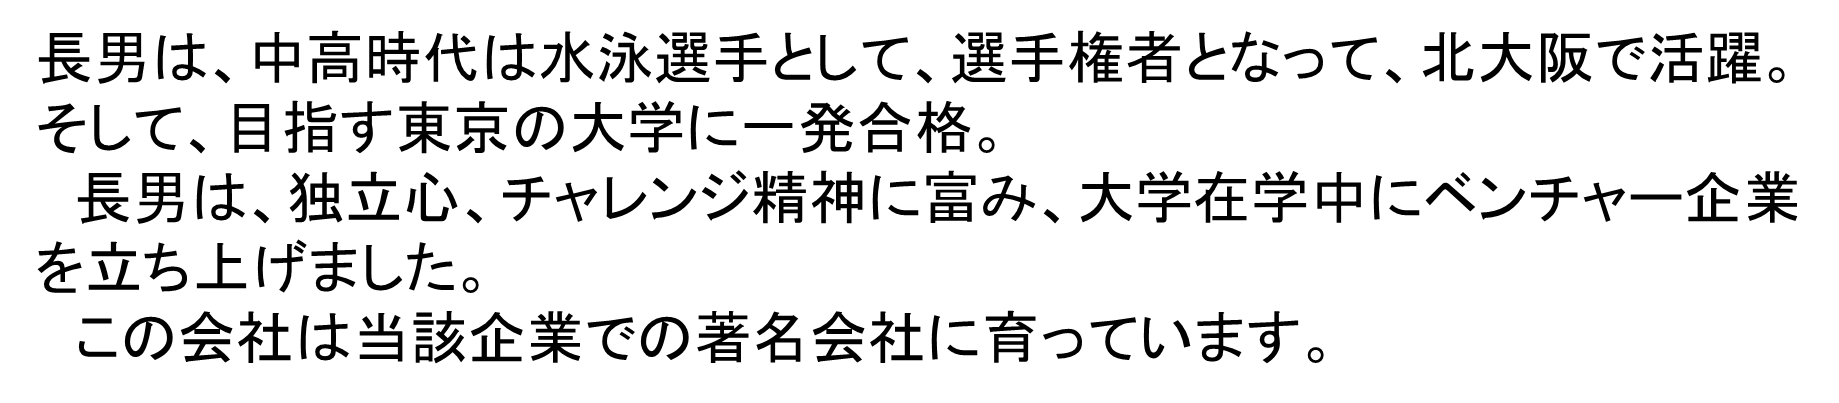 長男は、中高時代は水泳選手として、選手権者となって、北大阪で活躍。
そして、目指す東京の大学に一発合格。
　長男は、独立心、チャレンジ精神に富み、大学在学中にベンチャー企業
を立ち上げました。
　この会社は当該企業での著名会社に育っています。